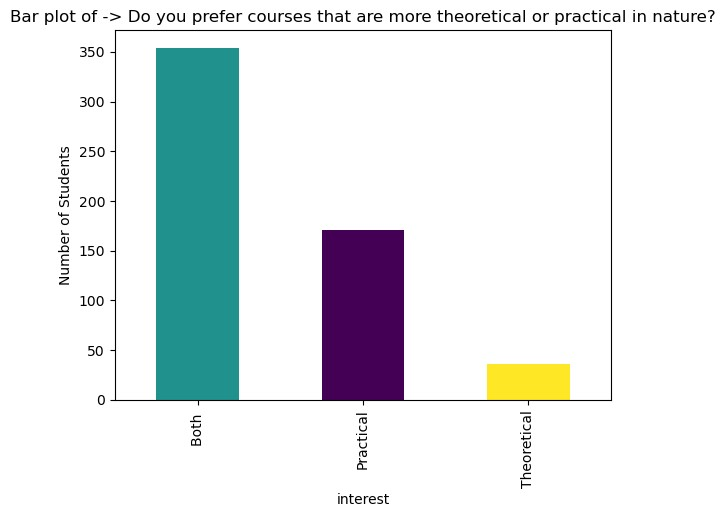 Bar plot of -> Do you prefer courses that are more theoretical or practical in nature?
350
300
250
200
150
100
50
0
Number of Students
Both
Practical
Theoretical
interest